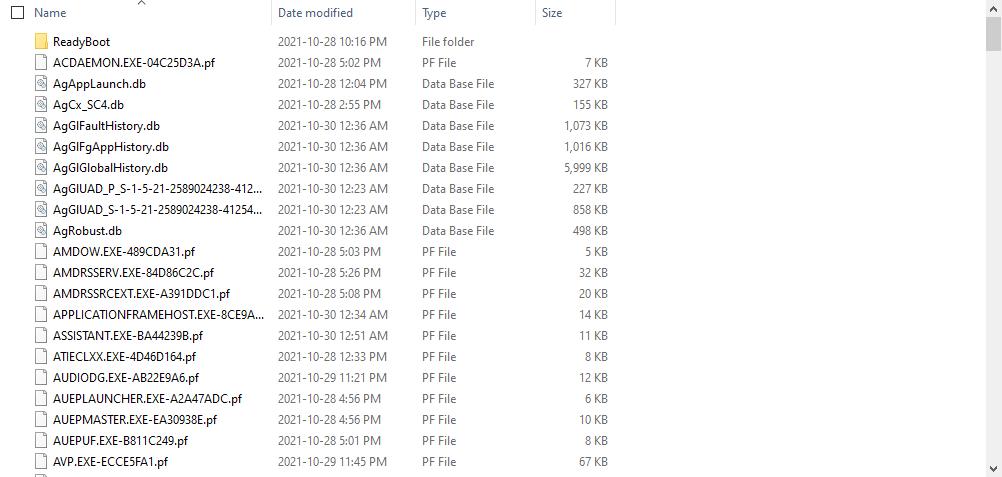 Name Date modified Type Size
ReadyBoot 2021-10-28 10:16 PM File folder
ACDAEMON.EXE-04C25D3A.pf 2021-10-28 5:02 PM PF File 7 KB
AgAppLaunch.db 2021-10-28 12:04 PM Data Base File 327 KB
AgCx_SC4.db 2021-10-28 2:55 PM Data Base File 155 KB
AgGlFaultHistory.db 2021-10-30 12:36 AM Data Base File 1,073 KB
AgGlFgAppHistory.db 2021-10-30 12:36 AM Data Base File 1,016 KB
AgGlGlobalHistory.db 2021-10-30 12:36 AM Data Base File 5,999 KB
AgGlUAD_P_S-1-5-21-2589024238-412... 2021-10-30 12:23 AM Data Base File 227 KB
AgGlUAD_S-1-5-21-2589024238-41254... 2021-10-30 12:23 AM Data Base File 858 KB
AgRobust.db 2021-10-30 12:36 AM Data Base File 498 KB
AMDOW.EXE-489CDA31.pf 2021-10-28 5:03 PM PF File 5 KB
AMDRSSERV.EXE-84D86C2C.pf 2021-10-28 5:26 PM PF File 32 KB
AMDRSSRCEXT.EXE-A391DDC1.pf 2021-10-28 5:08 PM PF File 20 KB
APPLICATIONFRAMEHOST.EXE-8CE9A... 2021-10-30 12:34 AM PF File 14 KB
ASSISTANT.EXE-BA44239B.pf 2021-10-30 12:51 AM PF File 11 KB
ATIECLXX.EXE-4D46D164.pf 2021-10-28 12:33 PM PF File 8 KB
AUDIODG.EXE-AB22E9A6.pf 2021-10-29 11:21 PM PF File 12 KB
AUEPLAUNCHER.EXE-A2A47ADC.pf 2021-10-28 4:56 PM PF File 6 KB
AUEPMASTER.EXE-EA30938E.pf 2021-10-28 4:56 PM PF File 10 KB
AUEPUF.EXE-B811C249.pf 2021-10-28 5:01 PM PF File 8 KB
AVP.EXE-ECCE5FA1.pf 2021-10-29 11:45 PM PF File 67 KB